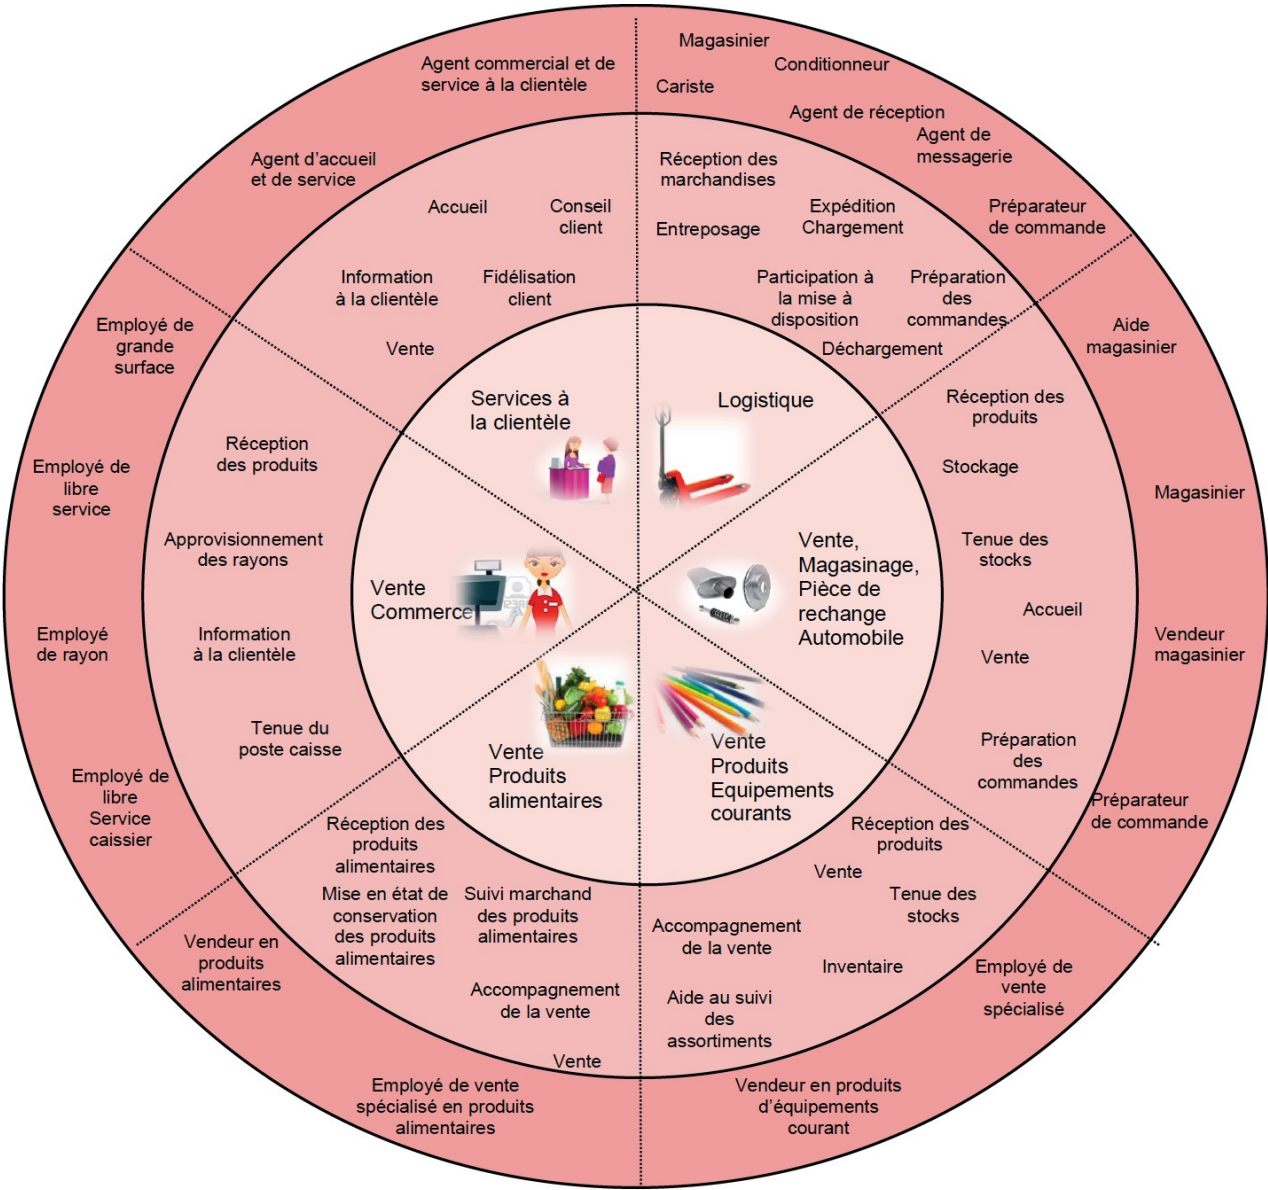 Agent commercial et de
service à la clientèle
Agent d’accueil
et de service
Accueil
Conseil
client
Information
à la clientèle
Fidélisation
client
Vente
Services à
la clientèle
Magasinier
Conditionneur
Cariste
Agent de réception
Agent de
messagerie
Préparateur
de commande
Réception des
marchandises
Expédition
Chargement
Entreposage
Participation à
la mise à
disposition
Préparation
des
commandes
Déchargement
Logistique
Aide
magasinier
Magasinier
Vendeur
magasinier
Préparateur
de commande
Réception des
produits
Stockage
Tenue des
stocks
Accueil
Vente
Préparation
des
commandes
Vente,
Magasinage,
Pièce de
rechange
Automobile
Vente
Produits
Equipements
courants
Réception des
produits
Vente
Tenue des
stocks
Accompagnement
de la vente
Inventaire
Aide au suivi
des
assortiments
Employé de
vente
spécialisé
Vendeur en produits
d’équipements
courant
Vente
Produits
alimentaires
Réception des
produits
alimentaires
Mise en état de
conservation
des produits
alimentaires
Suivi marchand
des produits
alimentaires
Accompagnement
de la vente
Vente
Vendeur en
produits
alimentaires
Employé de vente
spécialisé en produits
alimentaires
Vente
Commerce
Réception
des produits
Approvisionnement
des rayons
Information
à la clientèle
Tenue du
poste caisse
Employé de
grande
surface
Employé de
libre
service
Employé
de rayon
Employé de
libre
Service
caissier